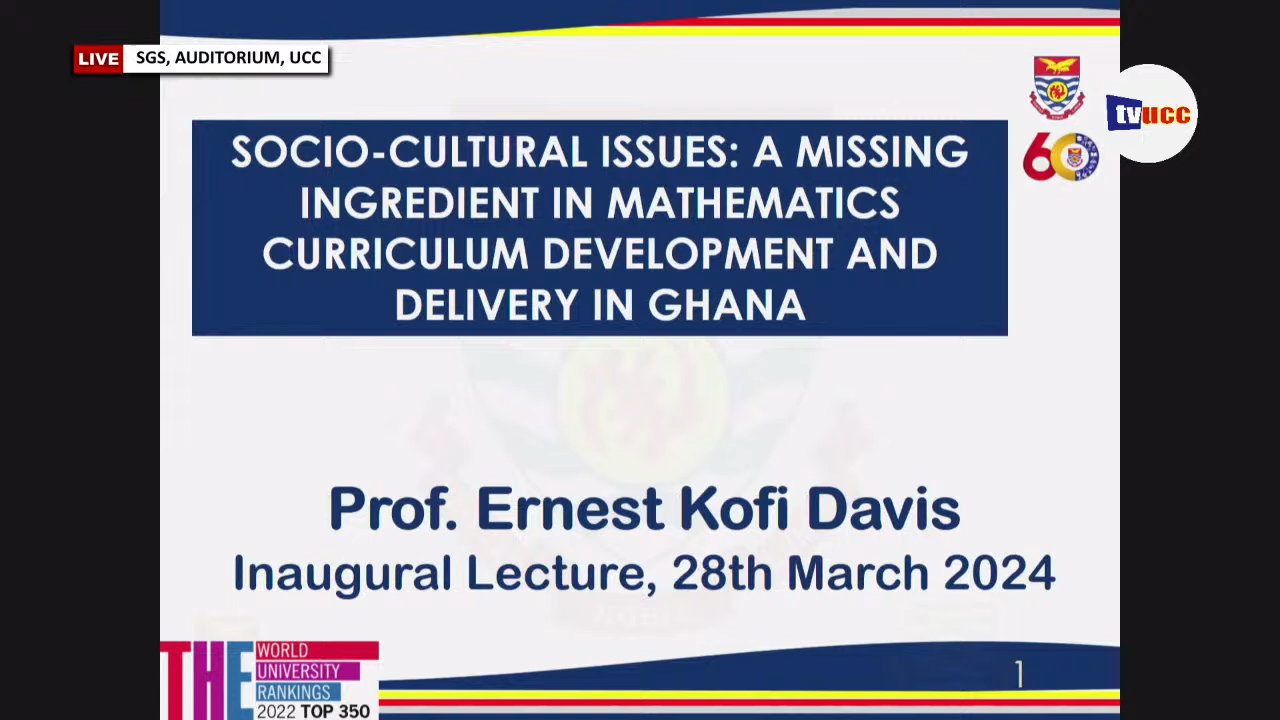 LIVE SGS, AUDITORIUM, UCC
tvucc
60
SOCIO-CULTURAL ISSUES: A MISSING
INGREDIENT IN MATHEMATICS
CURRICULUM DEVELOPMENT AND
DELIVERY IN GHANA
Prof. Ernest Kofi Davis
Inaugural Lecture, 28th March 2024
THE
WORLD
UNIVERSITY
RANKINGS
2022 TOP 350
1